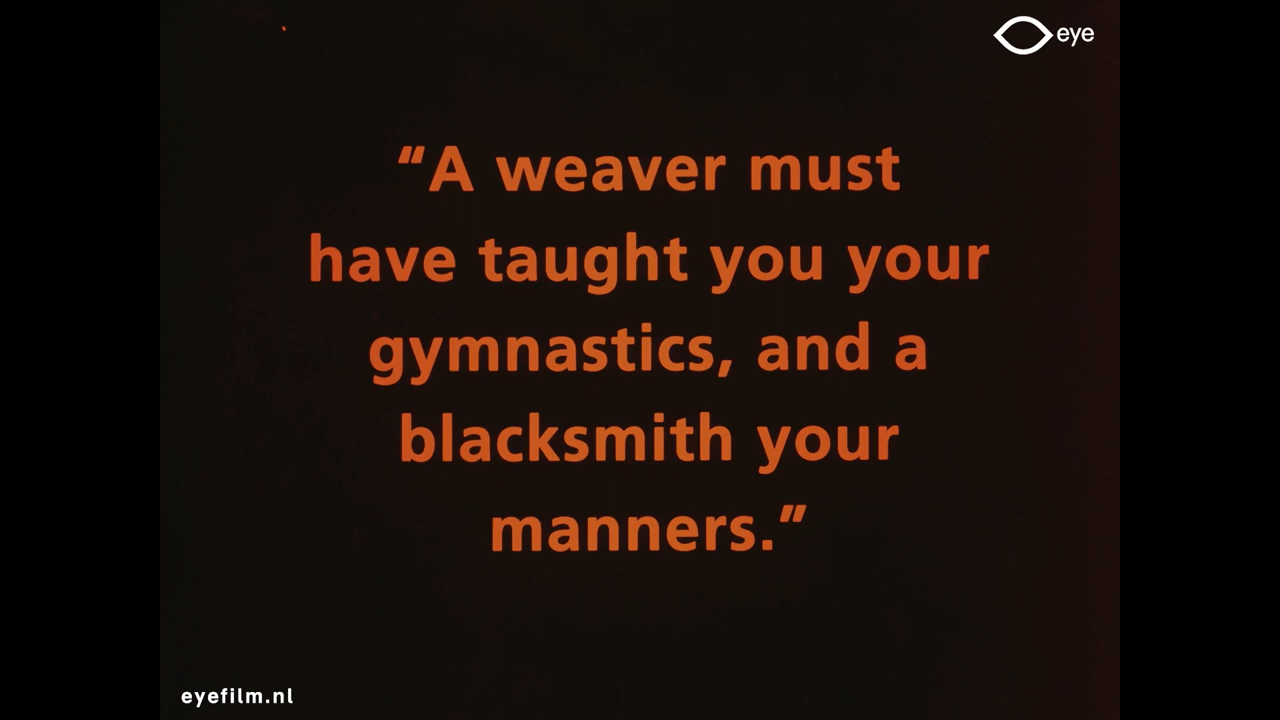 eye
“A weaver must
have taught you your
gymnastics, and a
blacksmith your
manners.”
eyefilm.nl